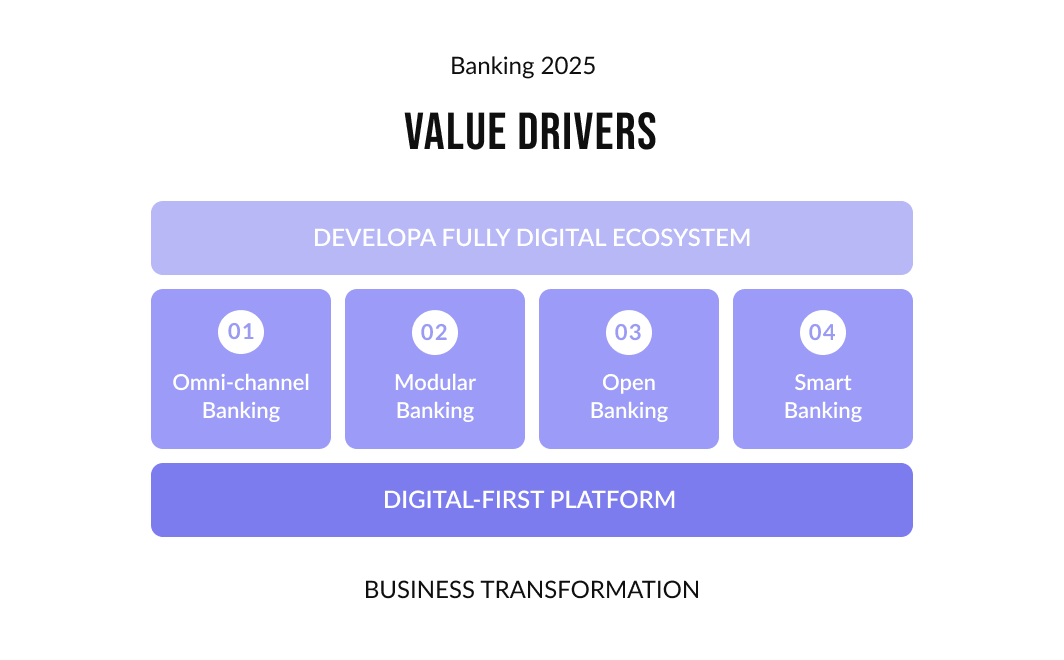 Banking 2025
VALUE DRIVERS
DEVELOPA FULLY DIGITAL ECOSYSTEM
01
Omni-channel
Banking
02
Modular
Banking
03
Open
Banking
04
Smart
Banking
DIGITAL-FIRST PLATFORM
BUSINESS TRANSFORMATION